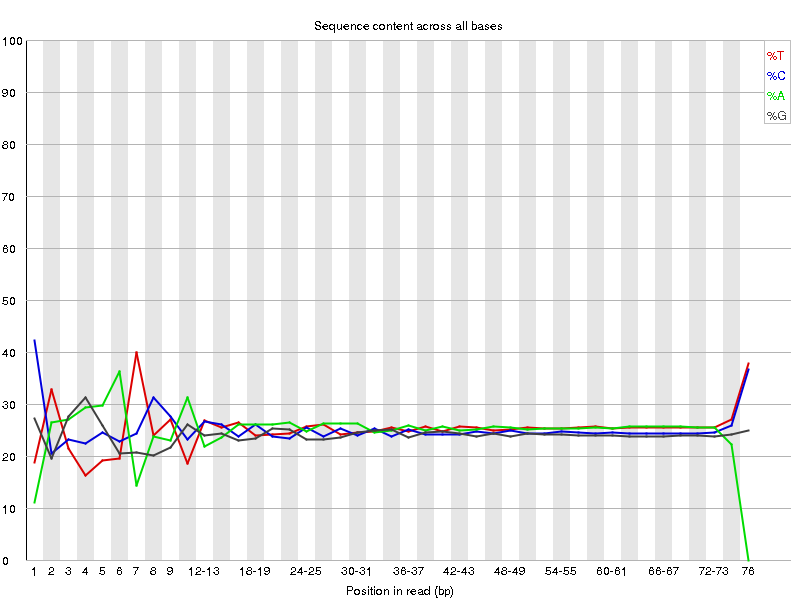 Sequence content across all bases
100
90
80
70
60
50
40
30
20
10
0
%T
%C
%A
%G
1 2 3 4 5 6 7 8 9 12-13 18-19 24-25 30-31 36-37 42-43 48-49 54-55 60-61 66-67 72-73 76
Position in read (bp)